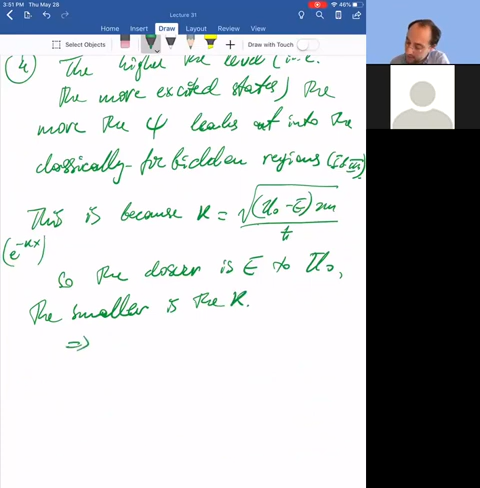 3:51 PM Thu May 28
46%
Lecture 31
Home Insert Draw Layout Review View
Select Objects
Draw with Touch
(4) The higher the level (i.e.
the more excited states) the
more the ψ leaks out into the
classically-forbidden regions (I & III)
This is because κ = √((U₀ - E) 2m) / ħ
(e^{-κx})
So the closer is E to U₀,
the smaller is the κ.
⇒